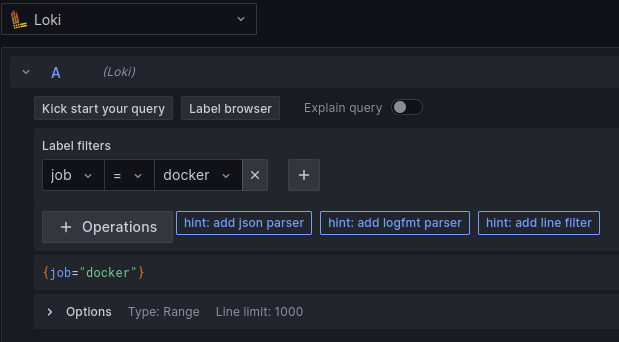 Loki
A (Loki)
Kick start your query Label browser Explain query
Label filters
job = docker
+ Operations hint: add json parser hint: add logfmt parser hint: add line filter
{job="docker"}
Options Type: Range Line limit: 1000